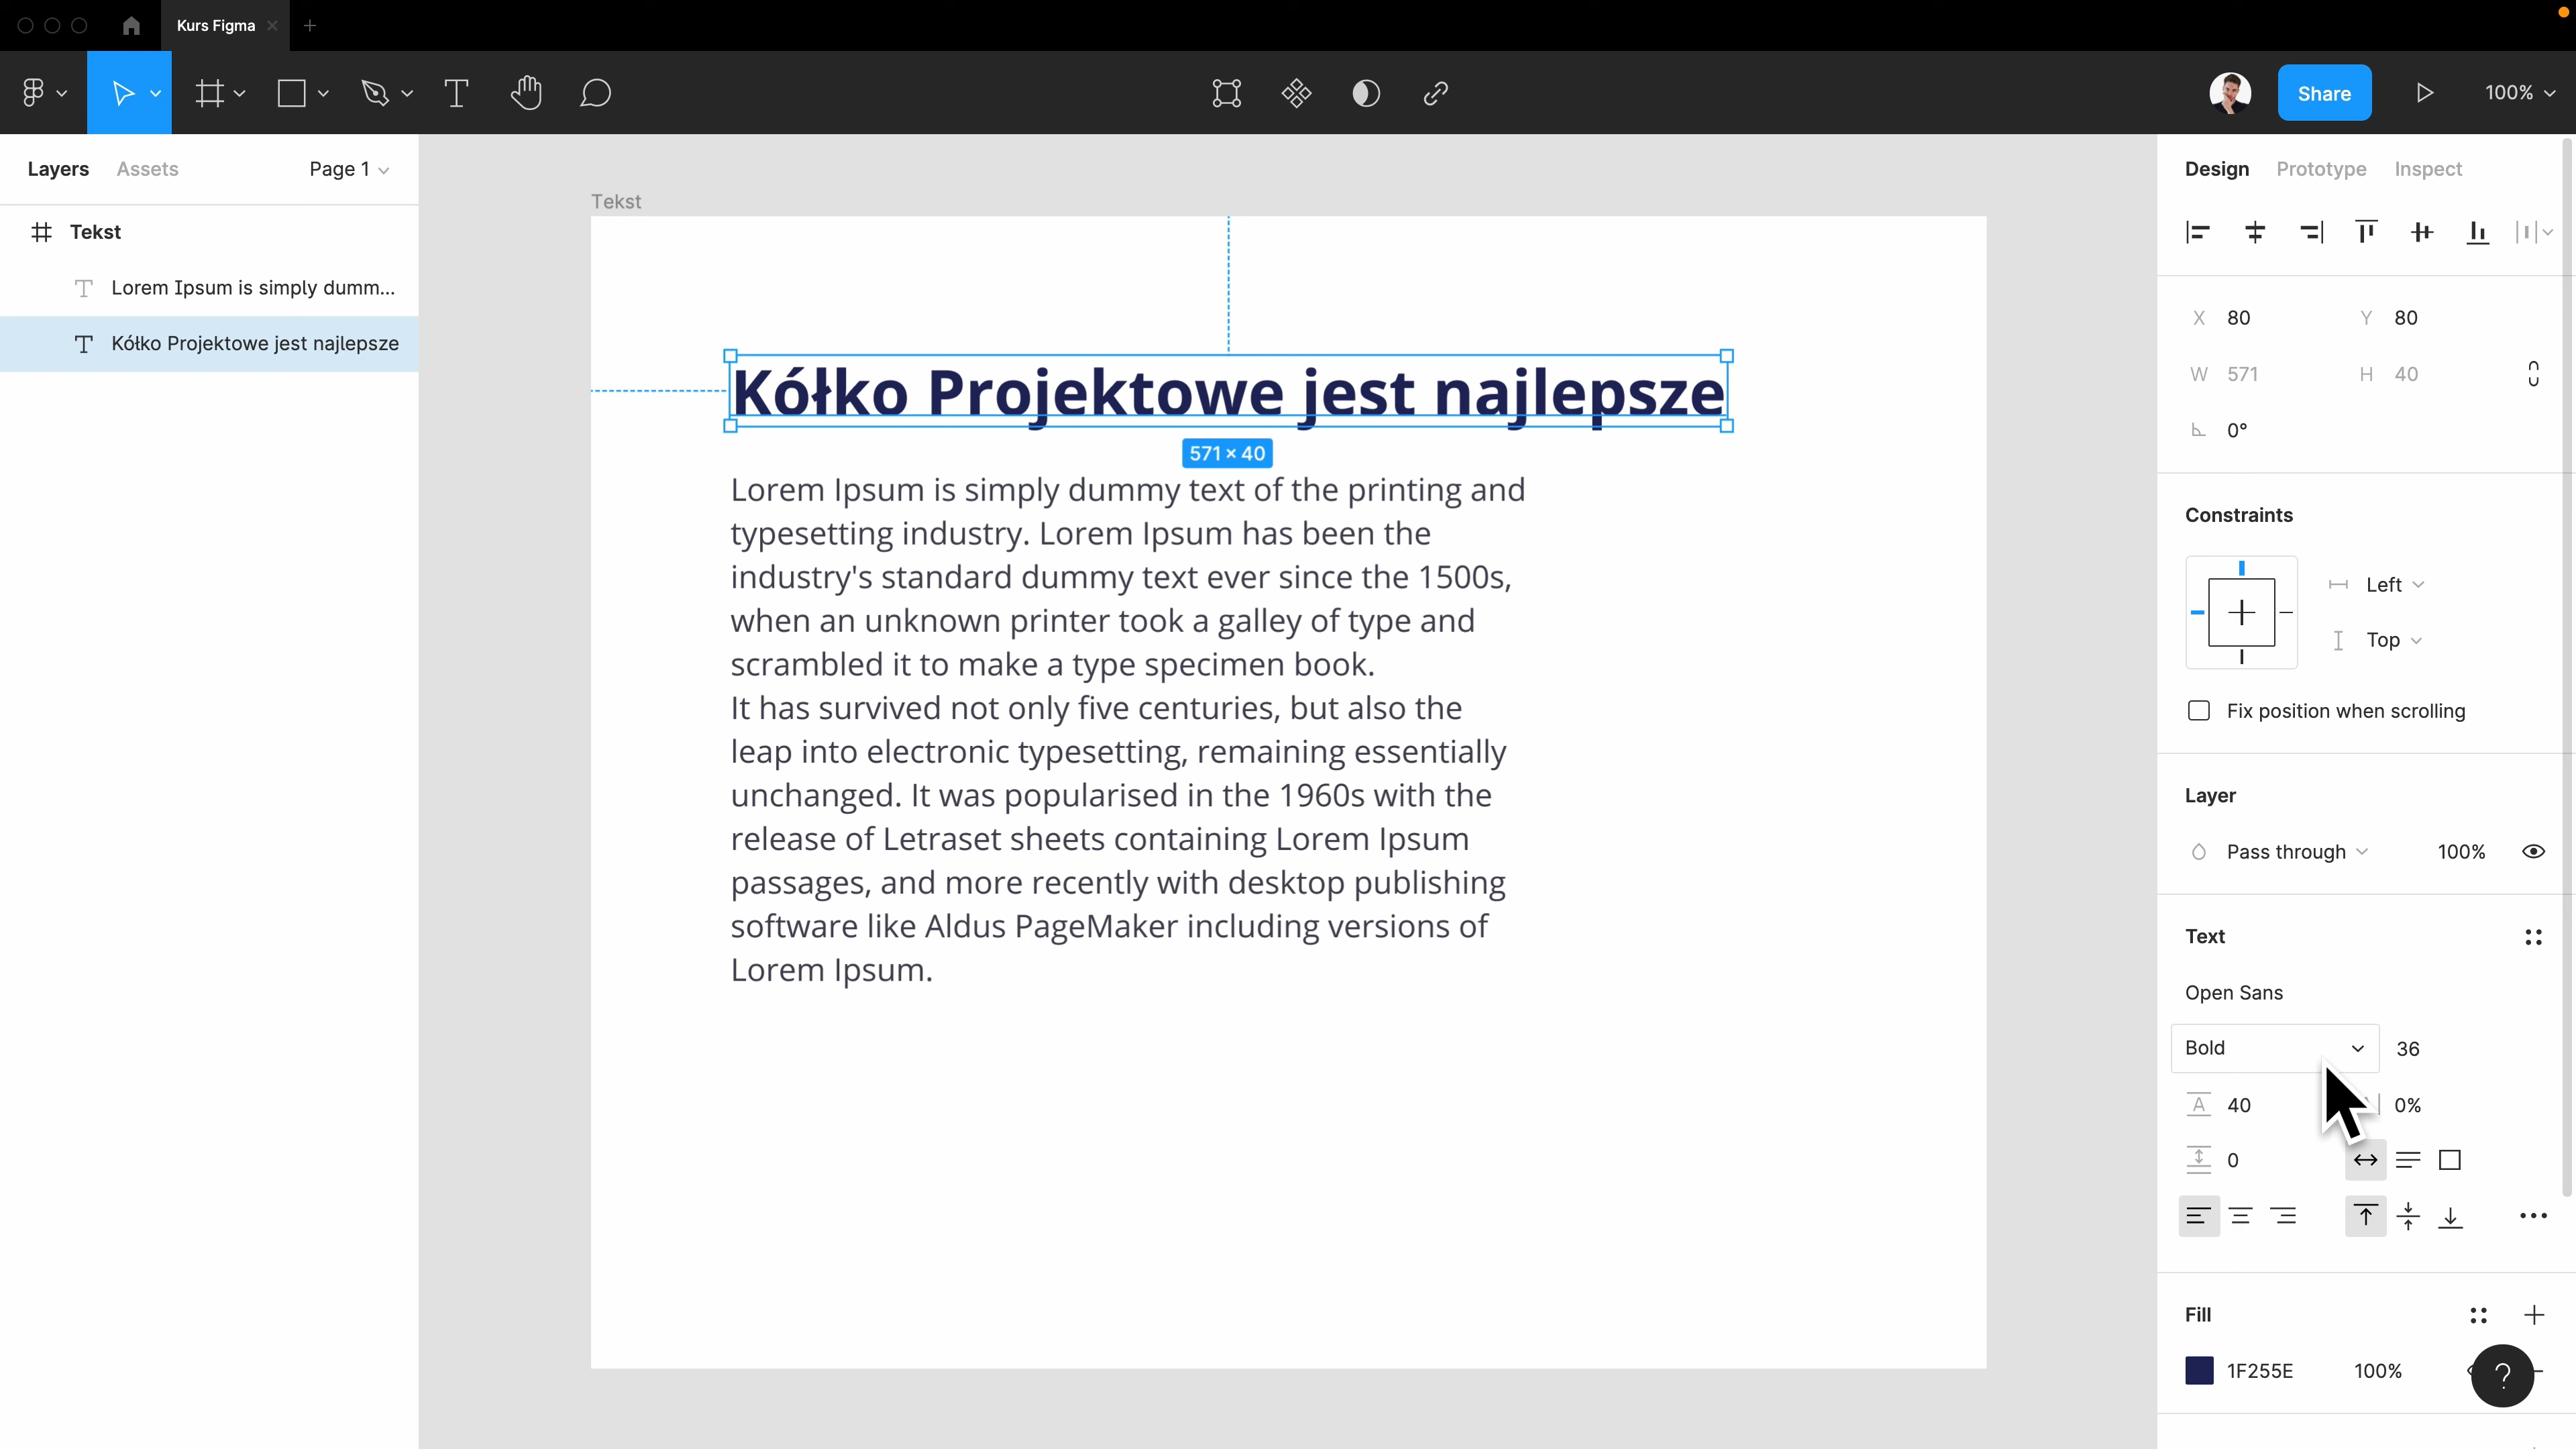 Kurs Figma
Share
100%
Layers Assets Page 1
Tekst
Lorem Ipsum is simply dumm...
Kółko Projektowe jest najlepsze
Tekst
Kółko Projektowe jest najlepsze
571 × 40
Lorem Ipsum is simply dummy text of the printing and
typesetting industry. Lorem Ipsum has been the
industry's standard dummy text ever since the 1500s,
when an unknown printer took a galley of type and
scrambled it to make a type specimen book.
It has survived not only five centuries, but also the
leap into electronic typesetting, remaining essentially
unchanged. It was popularised in the 1960s with the
release of Letraset sheets containing Lorem Ipsum
passages, and more recently with desktop publishing
software like Aldus PageMaker including versions of
Lorem Ipsum.
Design Prototype Inspect
X 80 Y 80
W 571 H 40
0°
Constraints
Left
Top
Fix position when scrolling
Layer
Pass through 100%
Text
Open Sans
Bold 36
A 40 0%
0
Fill
1F255E 100%
?